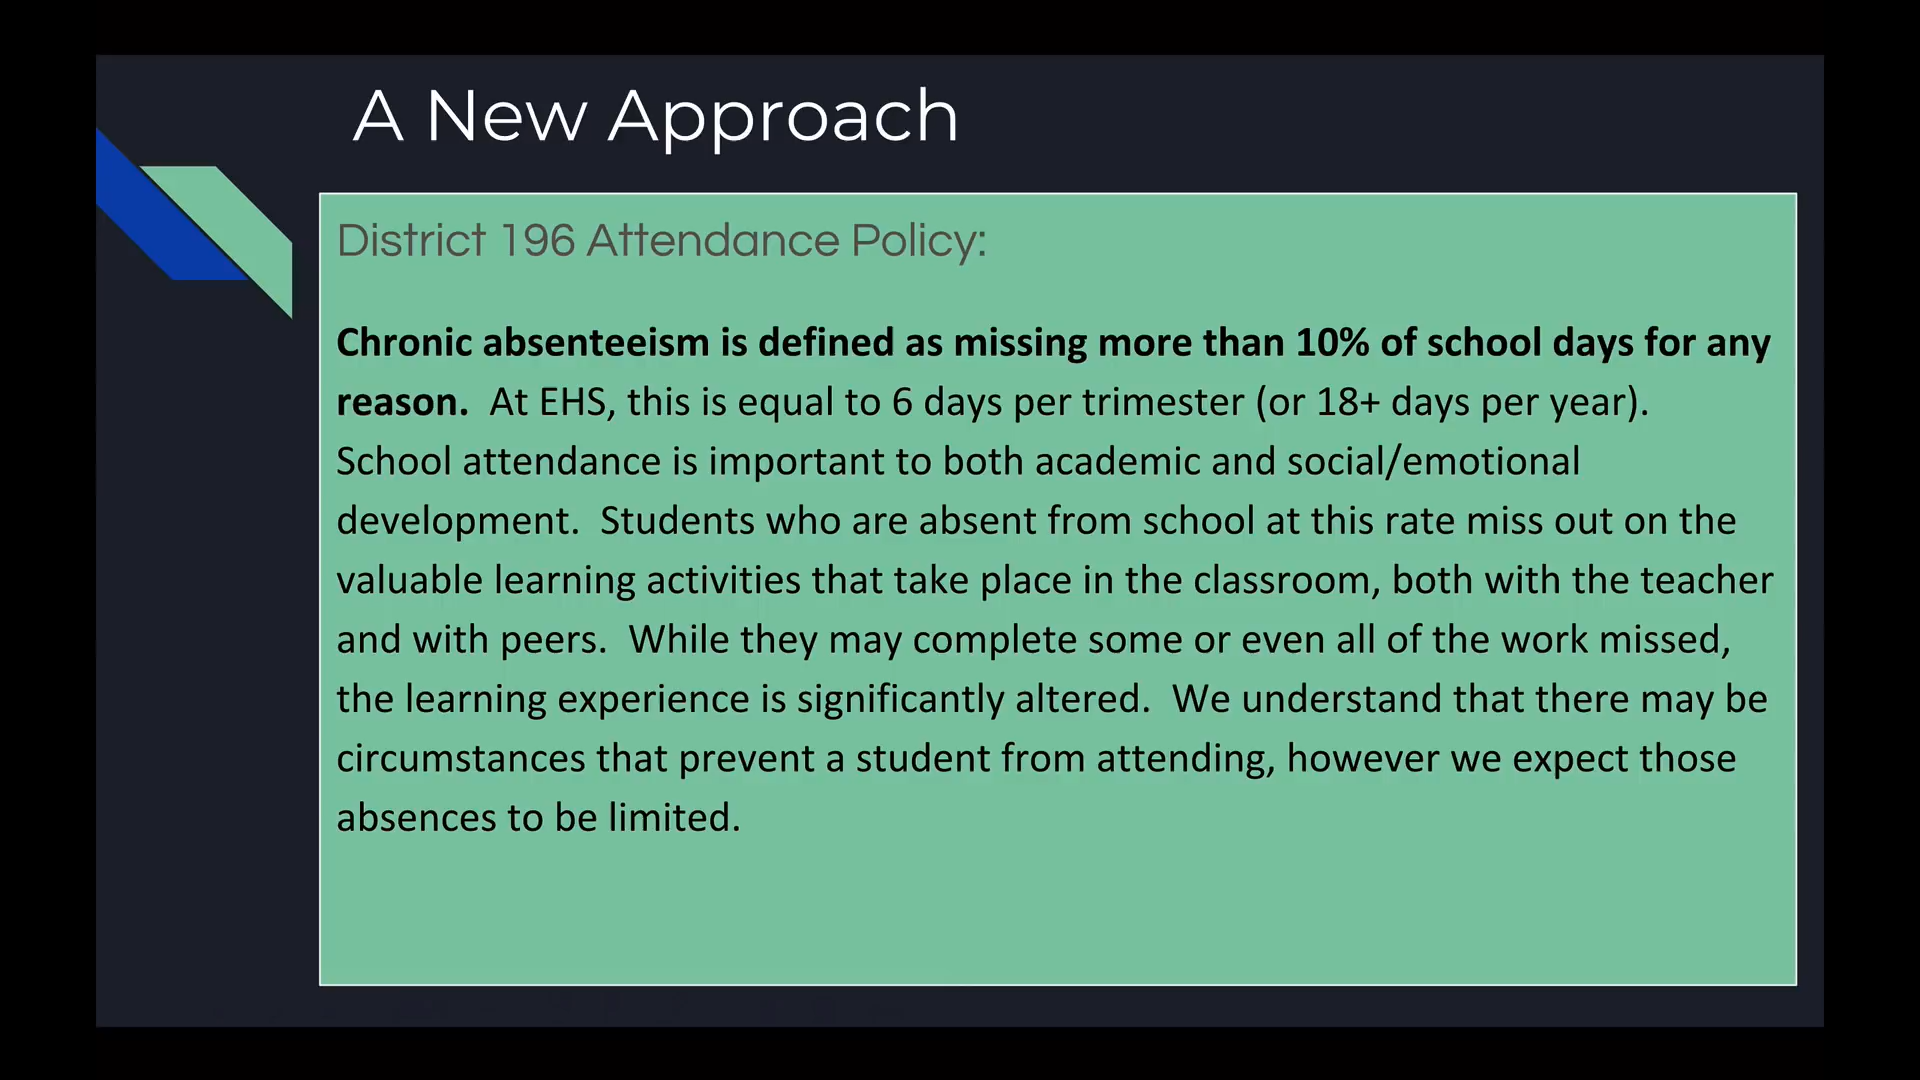 A New Approach
District 196 Attendance Policy:
Chronic absenteeism is defined as missing more than 10% of school days for any
reason.  At EHS, this is equal to 6 days per trimester (or 18+ days per year).
School attendance is important to both academic and social/emotional
development.  Students who are absent from school at this rate miss out on the
valuable learning activities that take place in the classroom, both with the teacher
and with peers.  While they may complete some or even all of the work missed,
the learning experience is significantly altered.  We understand that there may be
circumstances that prevent a student from attending, however we expect those
absences to be limited.